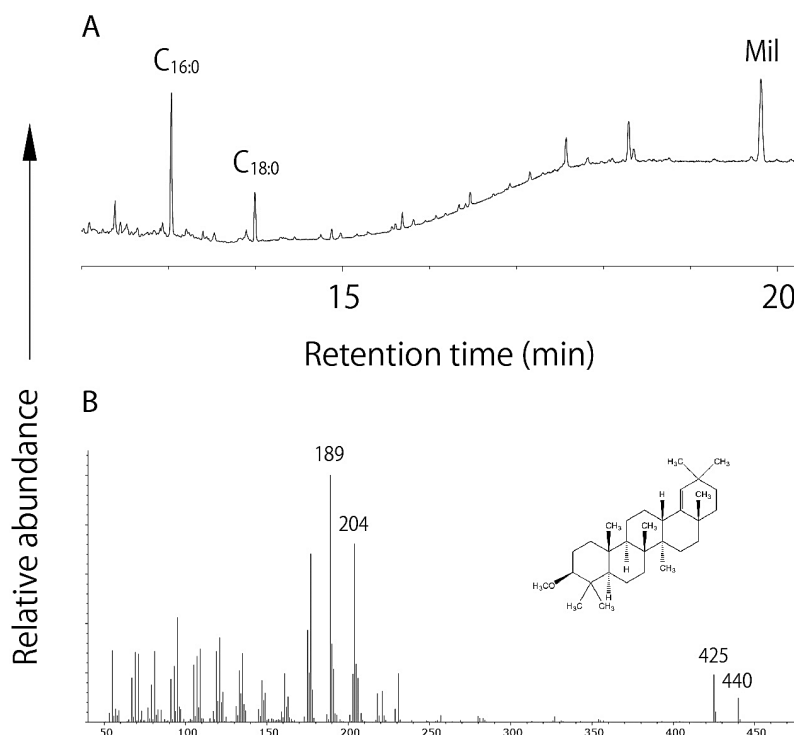 A
C16:0
C18:0
Mil
15
20
Retention time (min)
Relative abundance
B
189
204
425
440
H₃C
CH₃
H
CH₃
CH₃
CH₃
H
CH₃
H₃CO
H
H₃C
CH₃
50
100
150
200
250
300
350
400
450